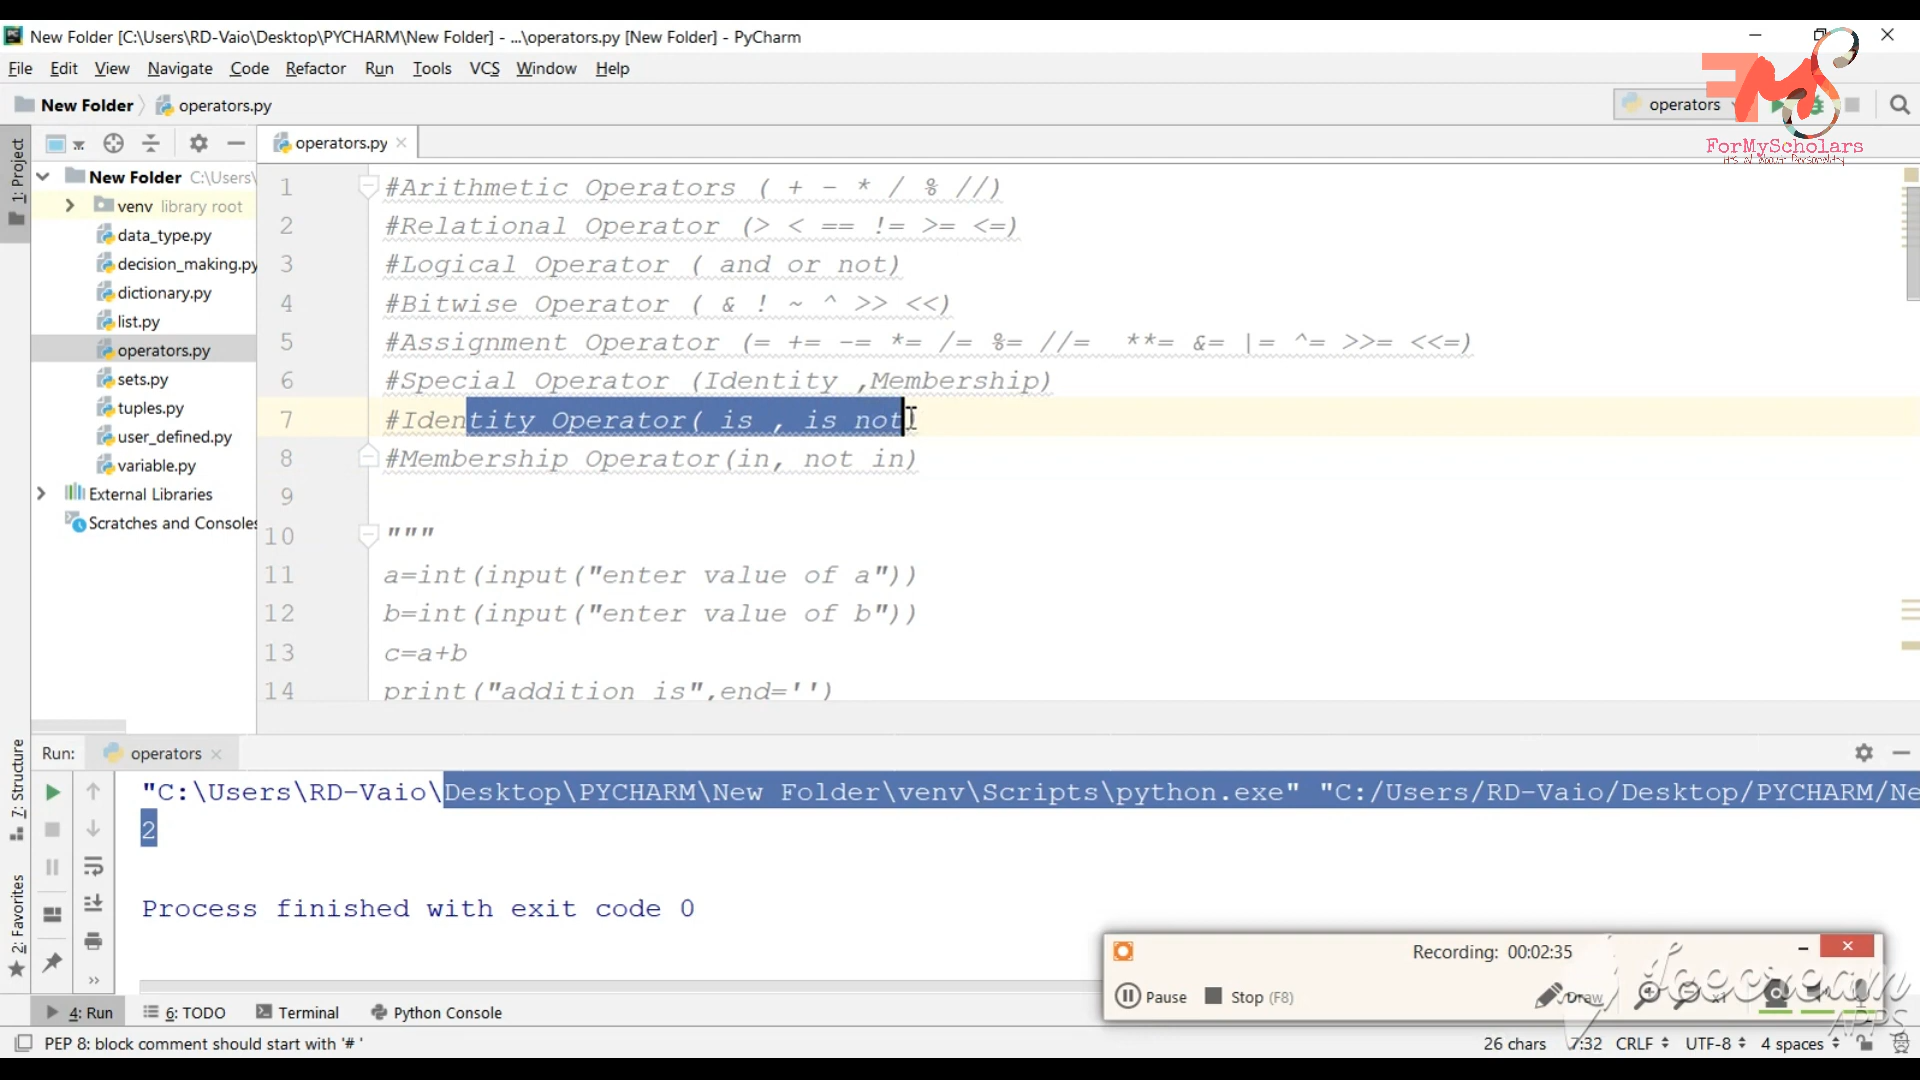 New Folder [C:\Users\RD-Vaio\Desktop\PYCHARM\New Folder] - ...\operators.py [New Folder] - PyCharm
File Edit View Navigate Code Refactor Run Tools VCS Window Help
New Folder operators.py
operators
FMS
ForMyScholars
It's All About Personality
1: Project
operators.py
New Folder C:\Users\
venv library root
data_type.py
decision_making.py
dictionary.py
list.py
operators.py
sets.py
tuples.py
user_defined.py
variable.py
External Libraries
Scratches and Consoles
1 #Arithmetic Operators ( + - * / % //)
2 #Relational Operator (> < == != >= <=)
3 #Logical Operator ( and or not)
4 #Bitwise Operator ( & ! ~ ^ >> <<)
5 #Assignment Operator (= += -= *= /= %= //=  **= &= |= ^= >>= <<=)
6 #Special Operator (Identity ,Membership)
7 #Identity Operator( is , is not)
8 #Membership Operator(in, not in)
9
10 """
11 a=int(input("enter value of a"))
12 b=int(input("enter value of b"))
13 c=a+b
14 print("addition is",end='')
7: Structure
2: Favorites
Run: operators
"C:\Users\RD-Vaio\Desktop\PYCHARM\New Folder\venv\Scripts\python.exe" "C:/Users/RD-Vaio/Desktop/PYCHARM/Ne
2
Process finished with exit code 0
Recording: 00:02:35
Pause Stop (F8) Draw x1
Icecream
APPS
4: Run 6: TODO Terminal Python Console
PEP 8: block comment should start with '# '
26 chars 7:32 CRLF UTF-8 4 spaces